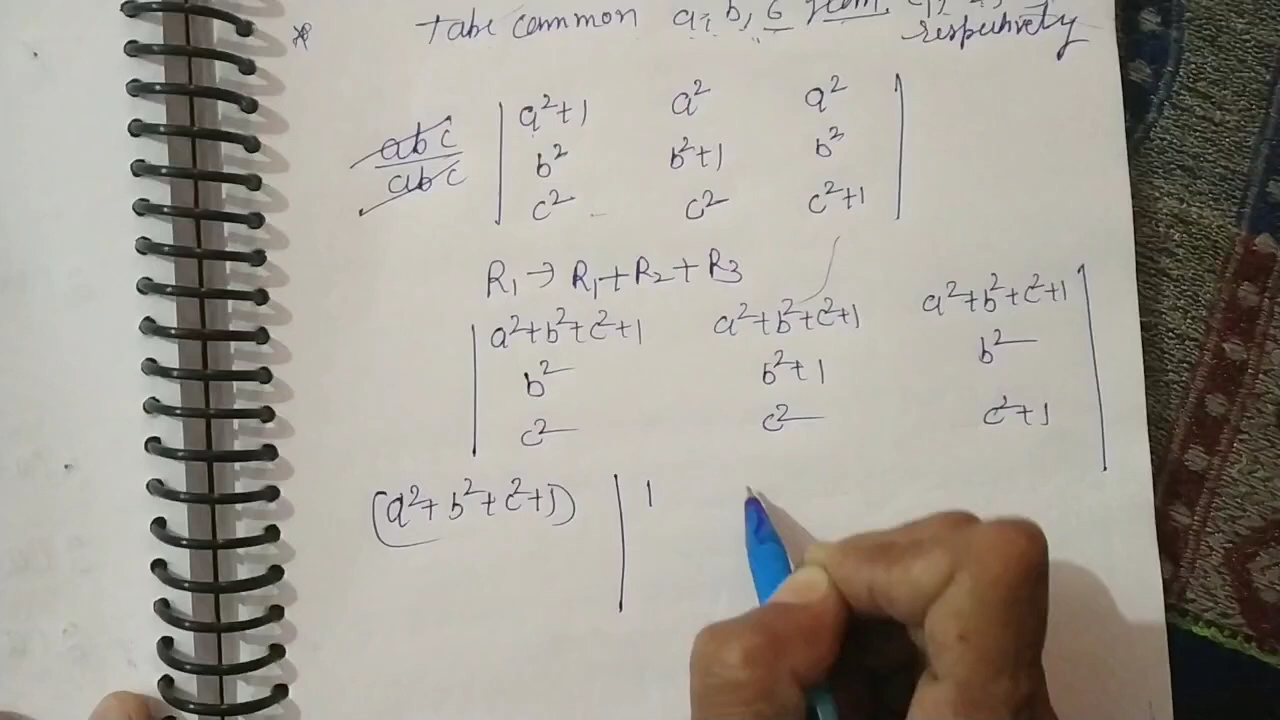 Take common a, b, c from
respectively
abc/abc | a²+1 a² a² |
| b² b²+1 b² |
| c² c² c²+1 |
R₁ → R₁+R₂+R₃
| a²+b²+c²+1 a²+b²+c²+1 a²+b²+c²+1 |
| b² b²+1 b² |
| c² c² c²+1 |
(a²+b²+c²+1) | 1